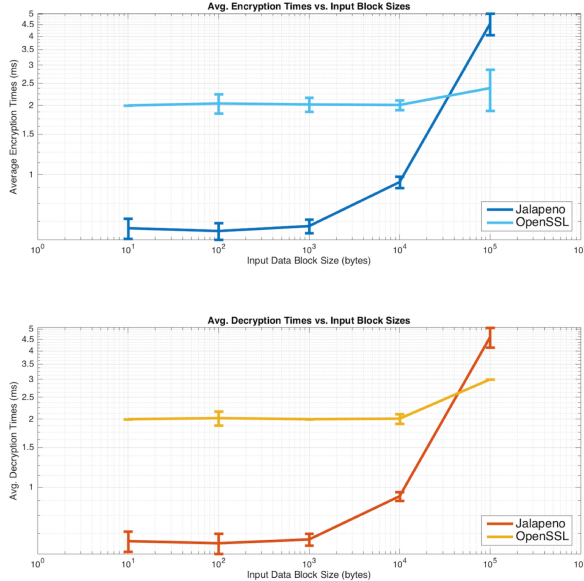 Avg. Encryption Times vs. Input Block Sizes
5
4.5
4
3.5
3
2.5
2
1.5
1
Average Encryption Times (ms)
10^0 10^1 10^2 10^3 10^4 10^5
Input Data Block Size (bytes)
Jalapeno
OpenSSL
Avg. Decryption Times vs. Input Block Sizes
5
4.5
4
3.5
3
2.5
2
1.5
1
Avg. Decryption Times (ms)
10^0 10^1 10^2 10^3 10^4 10^5
Input Data Block Size (bytes)
Jalapeno
OpenSSL